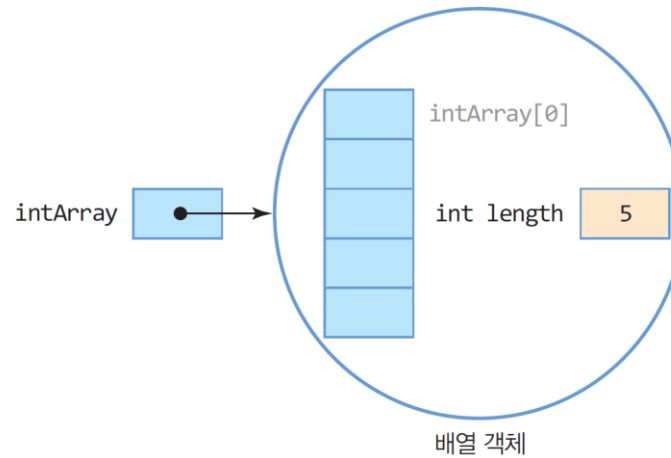 intArray[0]
intArray
int length
5
배열 객체